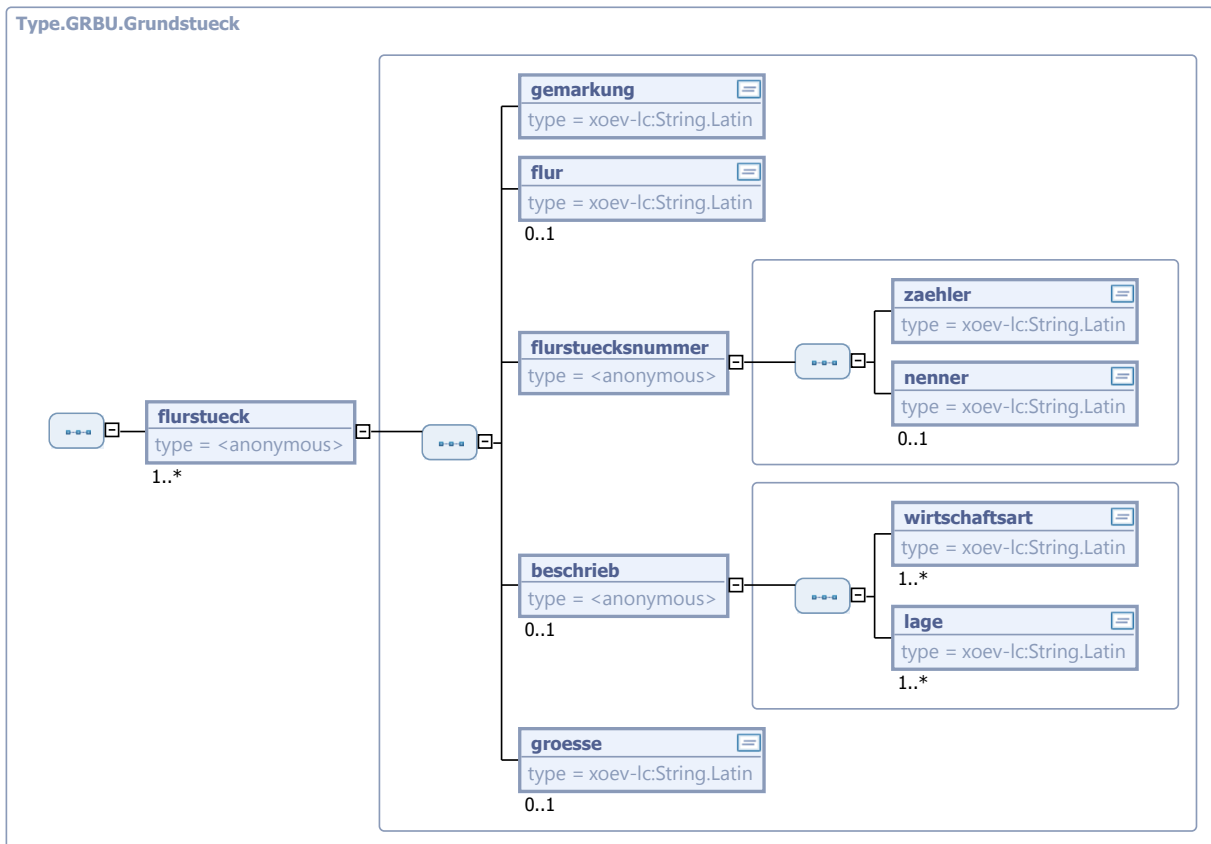 Type.GRBU.Grundstueck
flurstueck
type = <anonymous>
1..*
gemarkung
type = xoev-lc:String.Latin
flur
type = xoev-lc:String.Latin
0..1
flurstuecksnummer
type = <anonymous>
zaehler
type = xoev-lc:String.Latin
nenner
type = xoev-lc:String.Latin
0..1
beschrieb
type = <anonymous>
0..1
wirtschaftsart
type = xoev-lc:String.Latin
1..*
lage
type = xoev-lc:String.Latin
1..*
groesse
type = xoev-lc:String.Latin
0..1